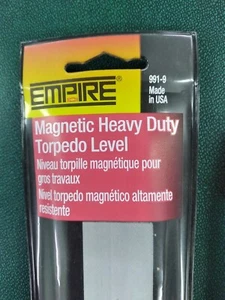 991-9
Made
in USA
EMPIRE®
Magnetic Heavy Duty
Torpedo Level
Niveau torpille magnétique pour
gros travaux
Nivel torpedo magnético altamente
resistente